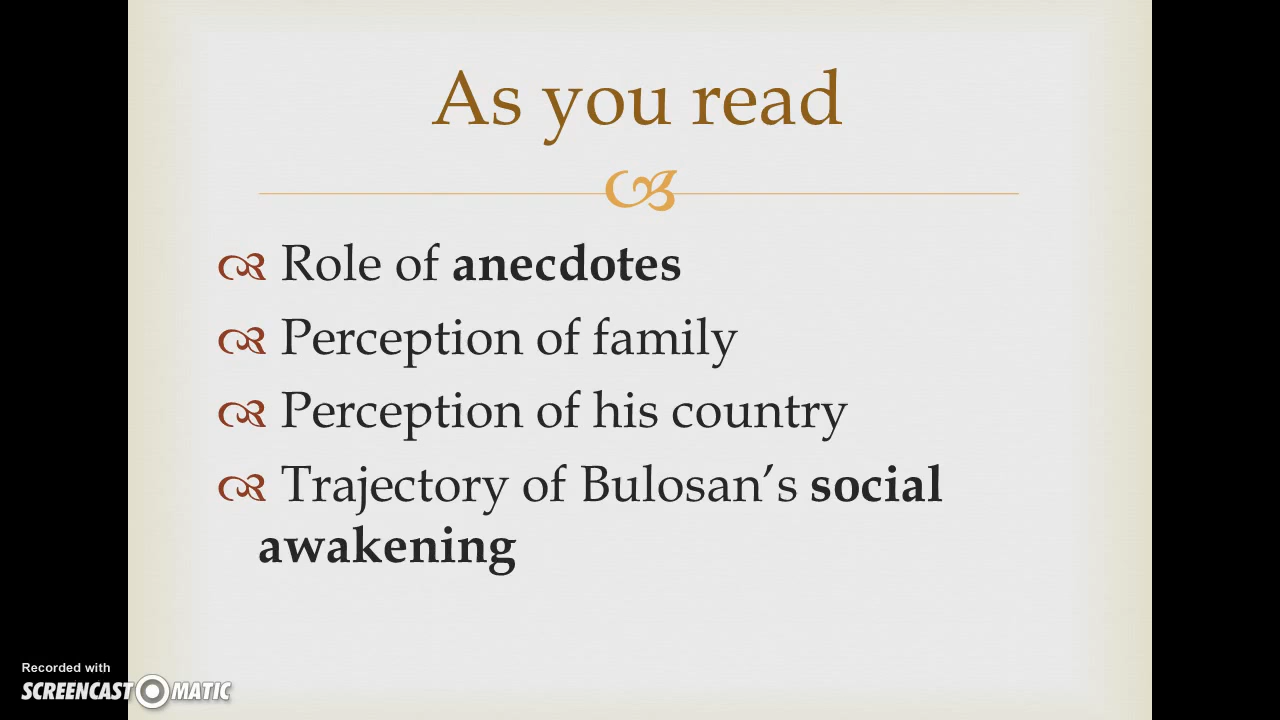 As you read
Role of anecdotes
Perception of family
Perception of his country
Trajectory of Bulosan’s social
awakening
Recorded with
SCREENCAST MATIC